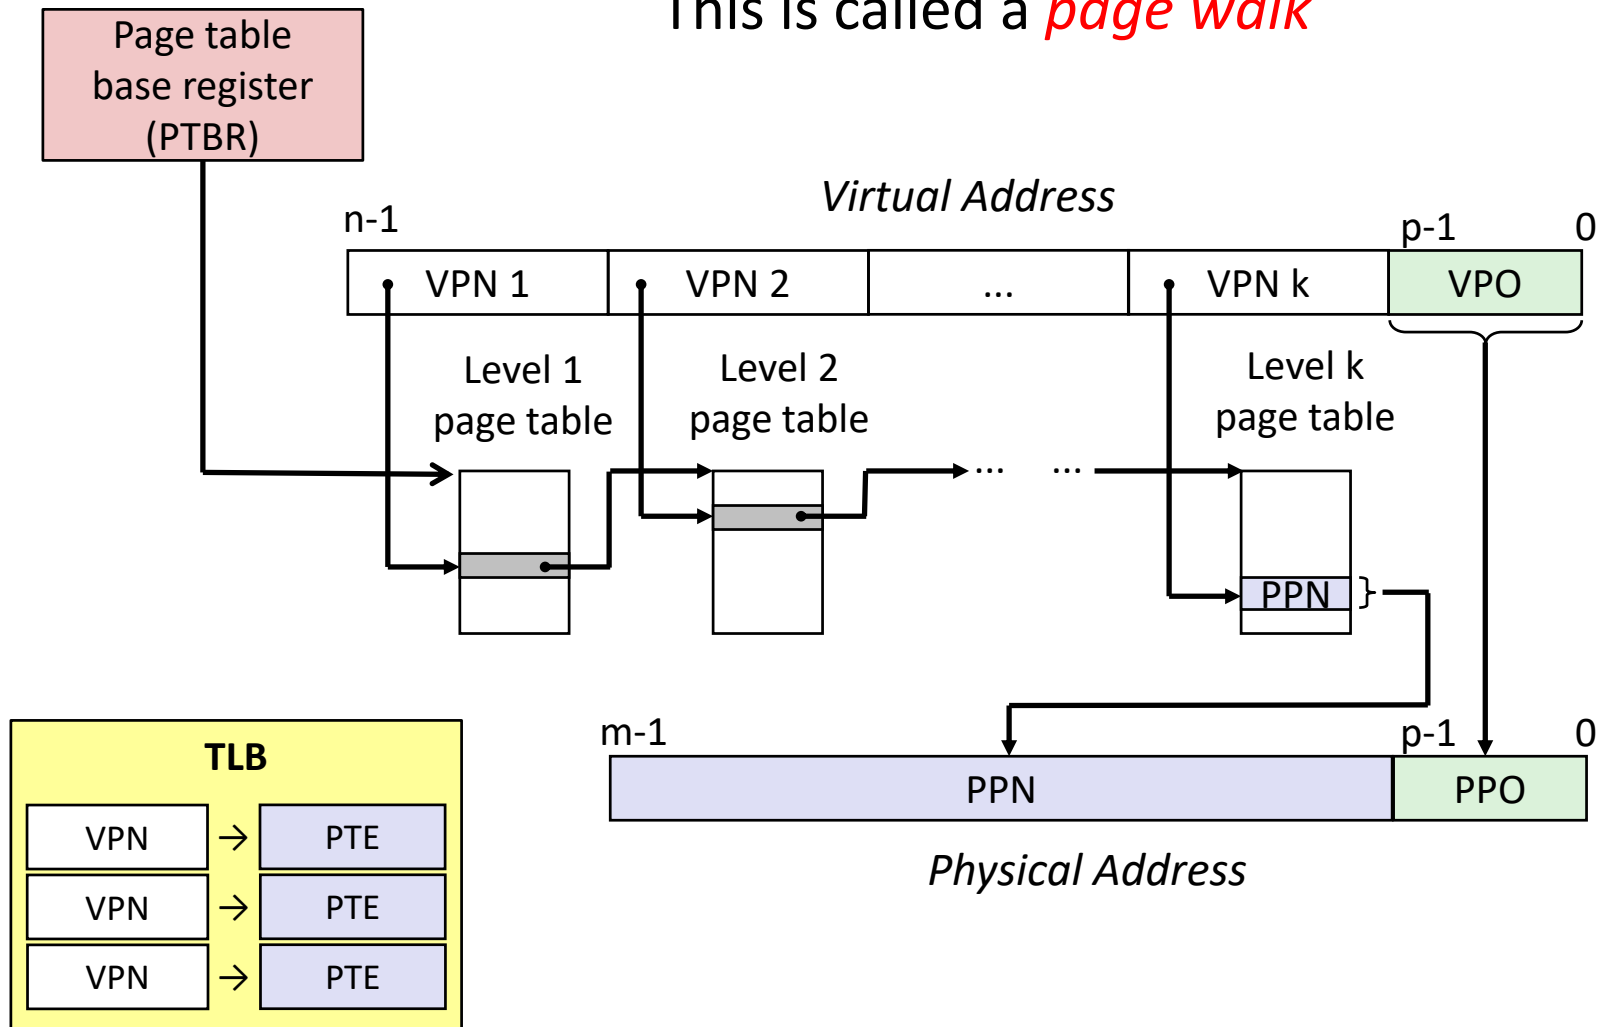 This is called a page walk
Page table
base register
(PTBR)
Virtual Address
n-1
p-1
0
VPN 1
VPN 2
...
VPN k
VPO
Level 1
page table
Level 2
page table
Level k
page table
...
...
PPN
m-1
p-1
0
PPN
PPO
Physical Address
TLB
VPN → PTE
VPN → PTE
VPN → PTE